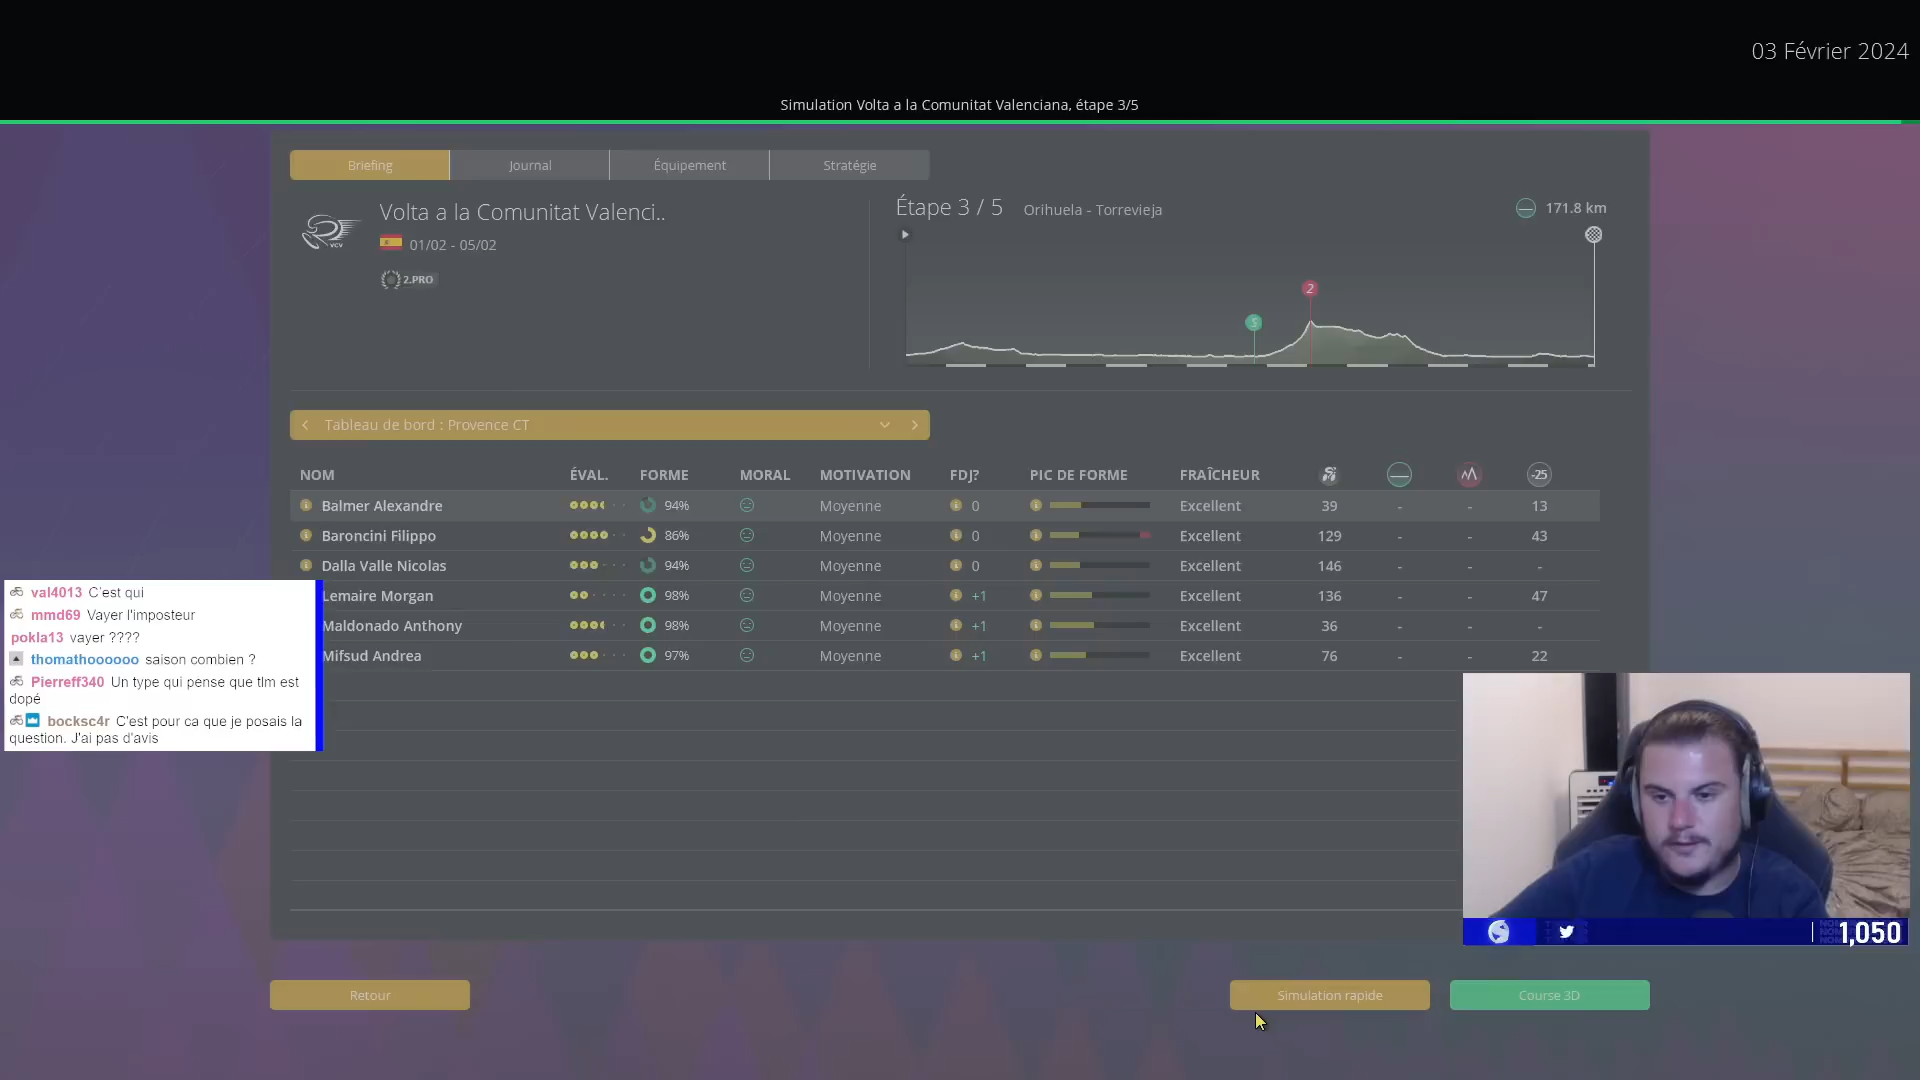 03 Février 2024
Simulation Volta a la Comunitat Valenciana, étape 3/5
Briefing
Journal
Équipement
Stratégie
Volta a la Comunitat Valenci..
01/02 - 05/02
2.PRO
VCV
Étape 3 / 5
Orihuela - Torrevieja
171.8 km
2
S
Tableau de bord : Provence CT
NOM ÉVAL. FORME MORAL MOTIVATION FDJ? PIC DE FORME FRAÎCHEUR -25
Balmer Alexandre 94% Moyenne 0 Excellent 39 - - 13
Baroncini Filippo 86% Moyenne 0 Excellent 129 - - 43
Dalla Valle Nicolas 94% Moyenne 0 Excellent 146 - - -
Lemaire Morgan 98% Moyenne +1 Excellent 136 - - 47
Maldonado Anthony 98% Moyenne +1 Excellent 36 - - -
Mifsud Andrea 97% Moyenne +1 Excellent 76 - - 22
val4013 C'est qui
mmd69 Vayer l'imposteur
pokla13 vayer ????
thomathoooooo saison combien ?
Pierreff340 Un type qui pense que tlm est
dopé
bocksc4r C'est pour ca que je posais la
question. J'ai pas d'avis
1,050
Retour
Simulation rapide
Course 3D